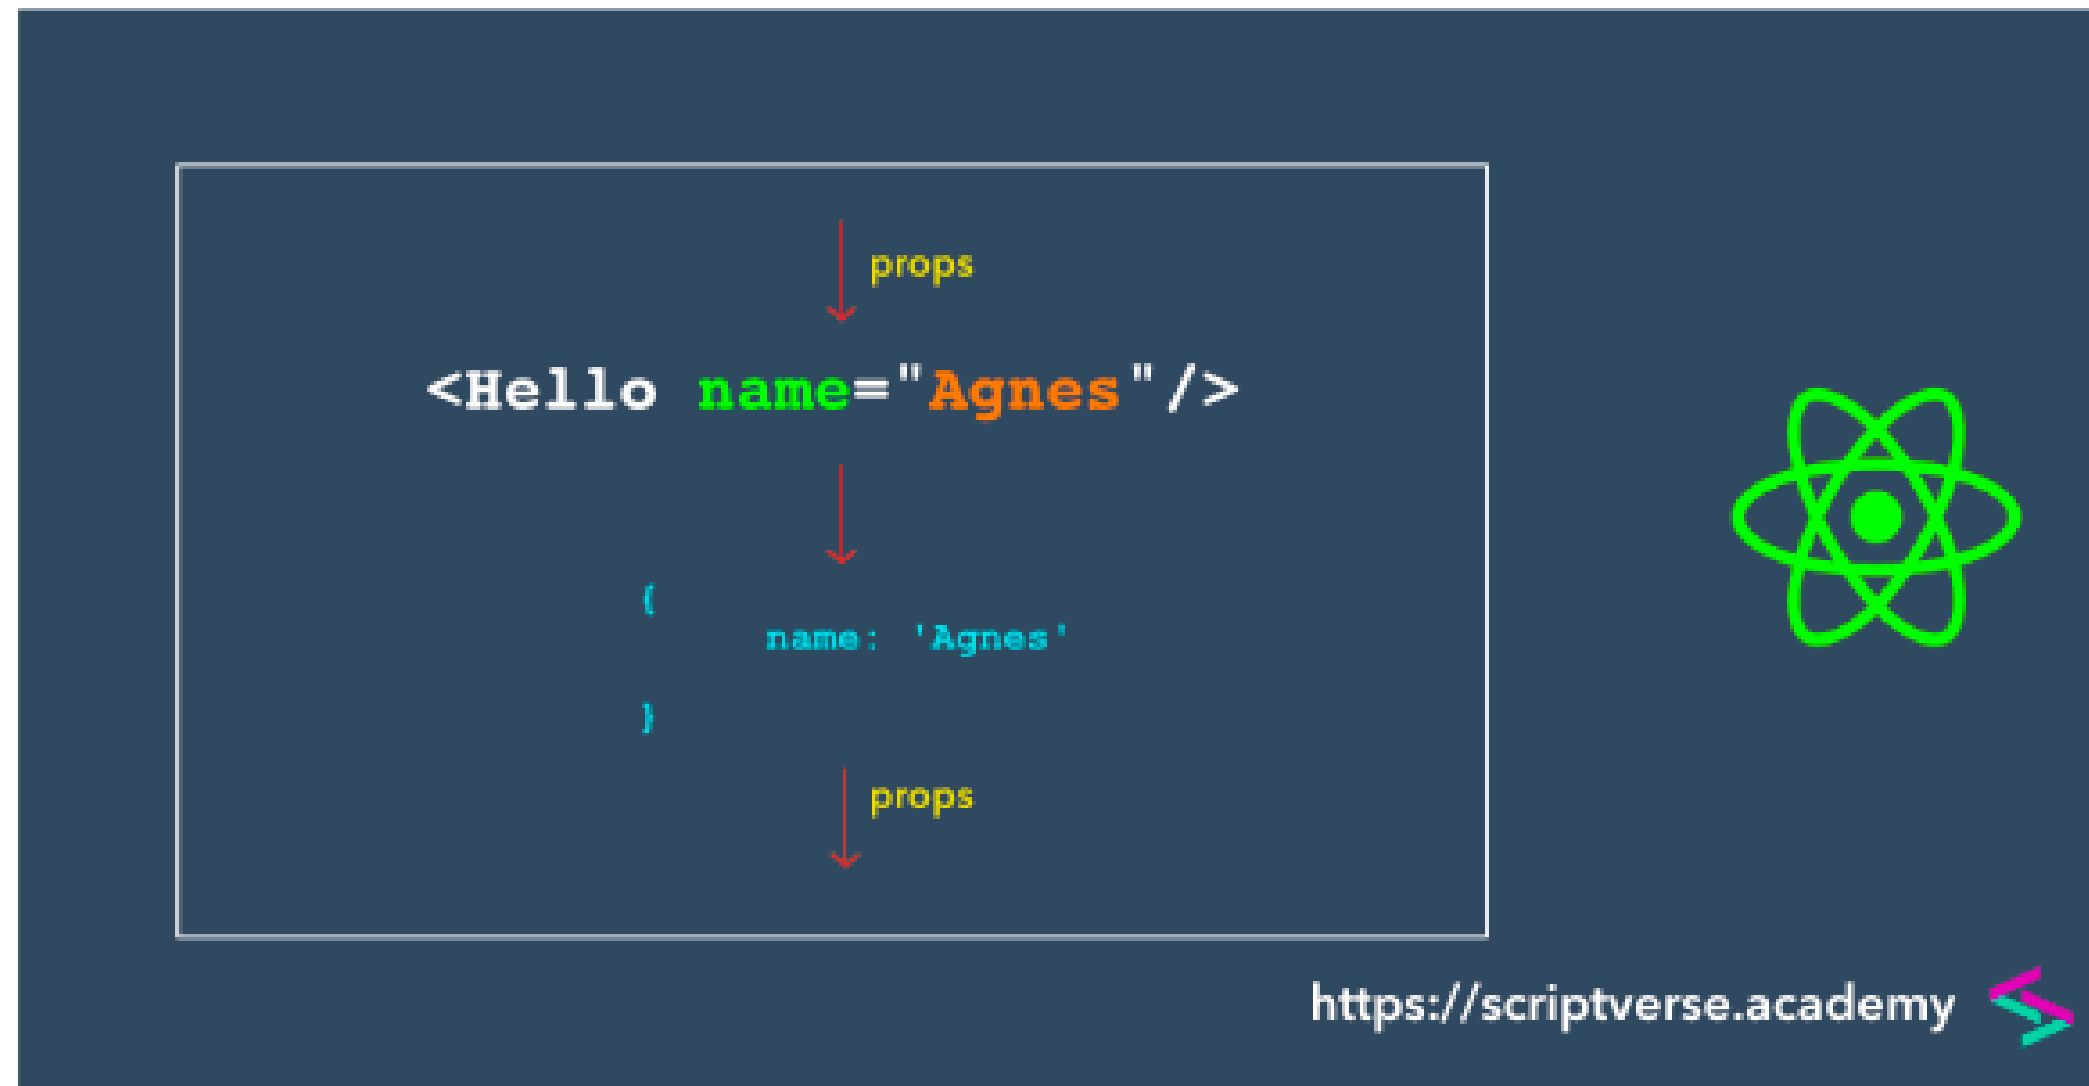 props
<Hello name="Agnes"/>
{
name: 'Agnes'
}
props
https://scriptverse.academy